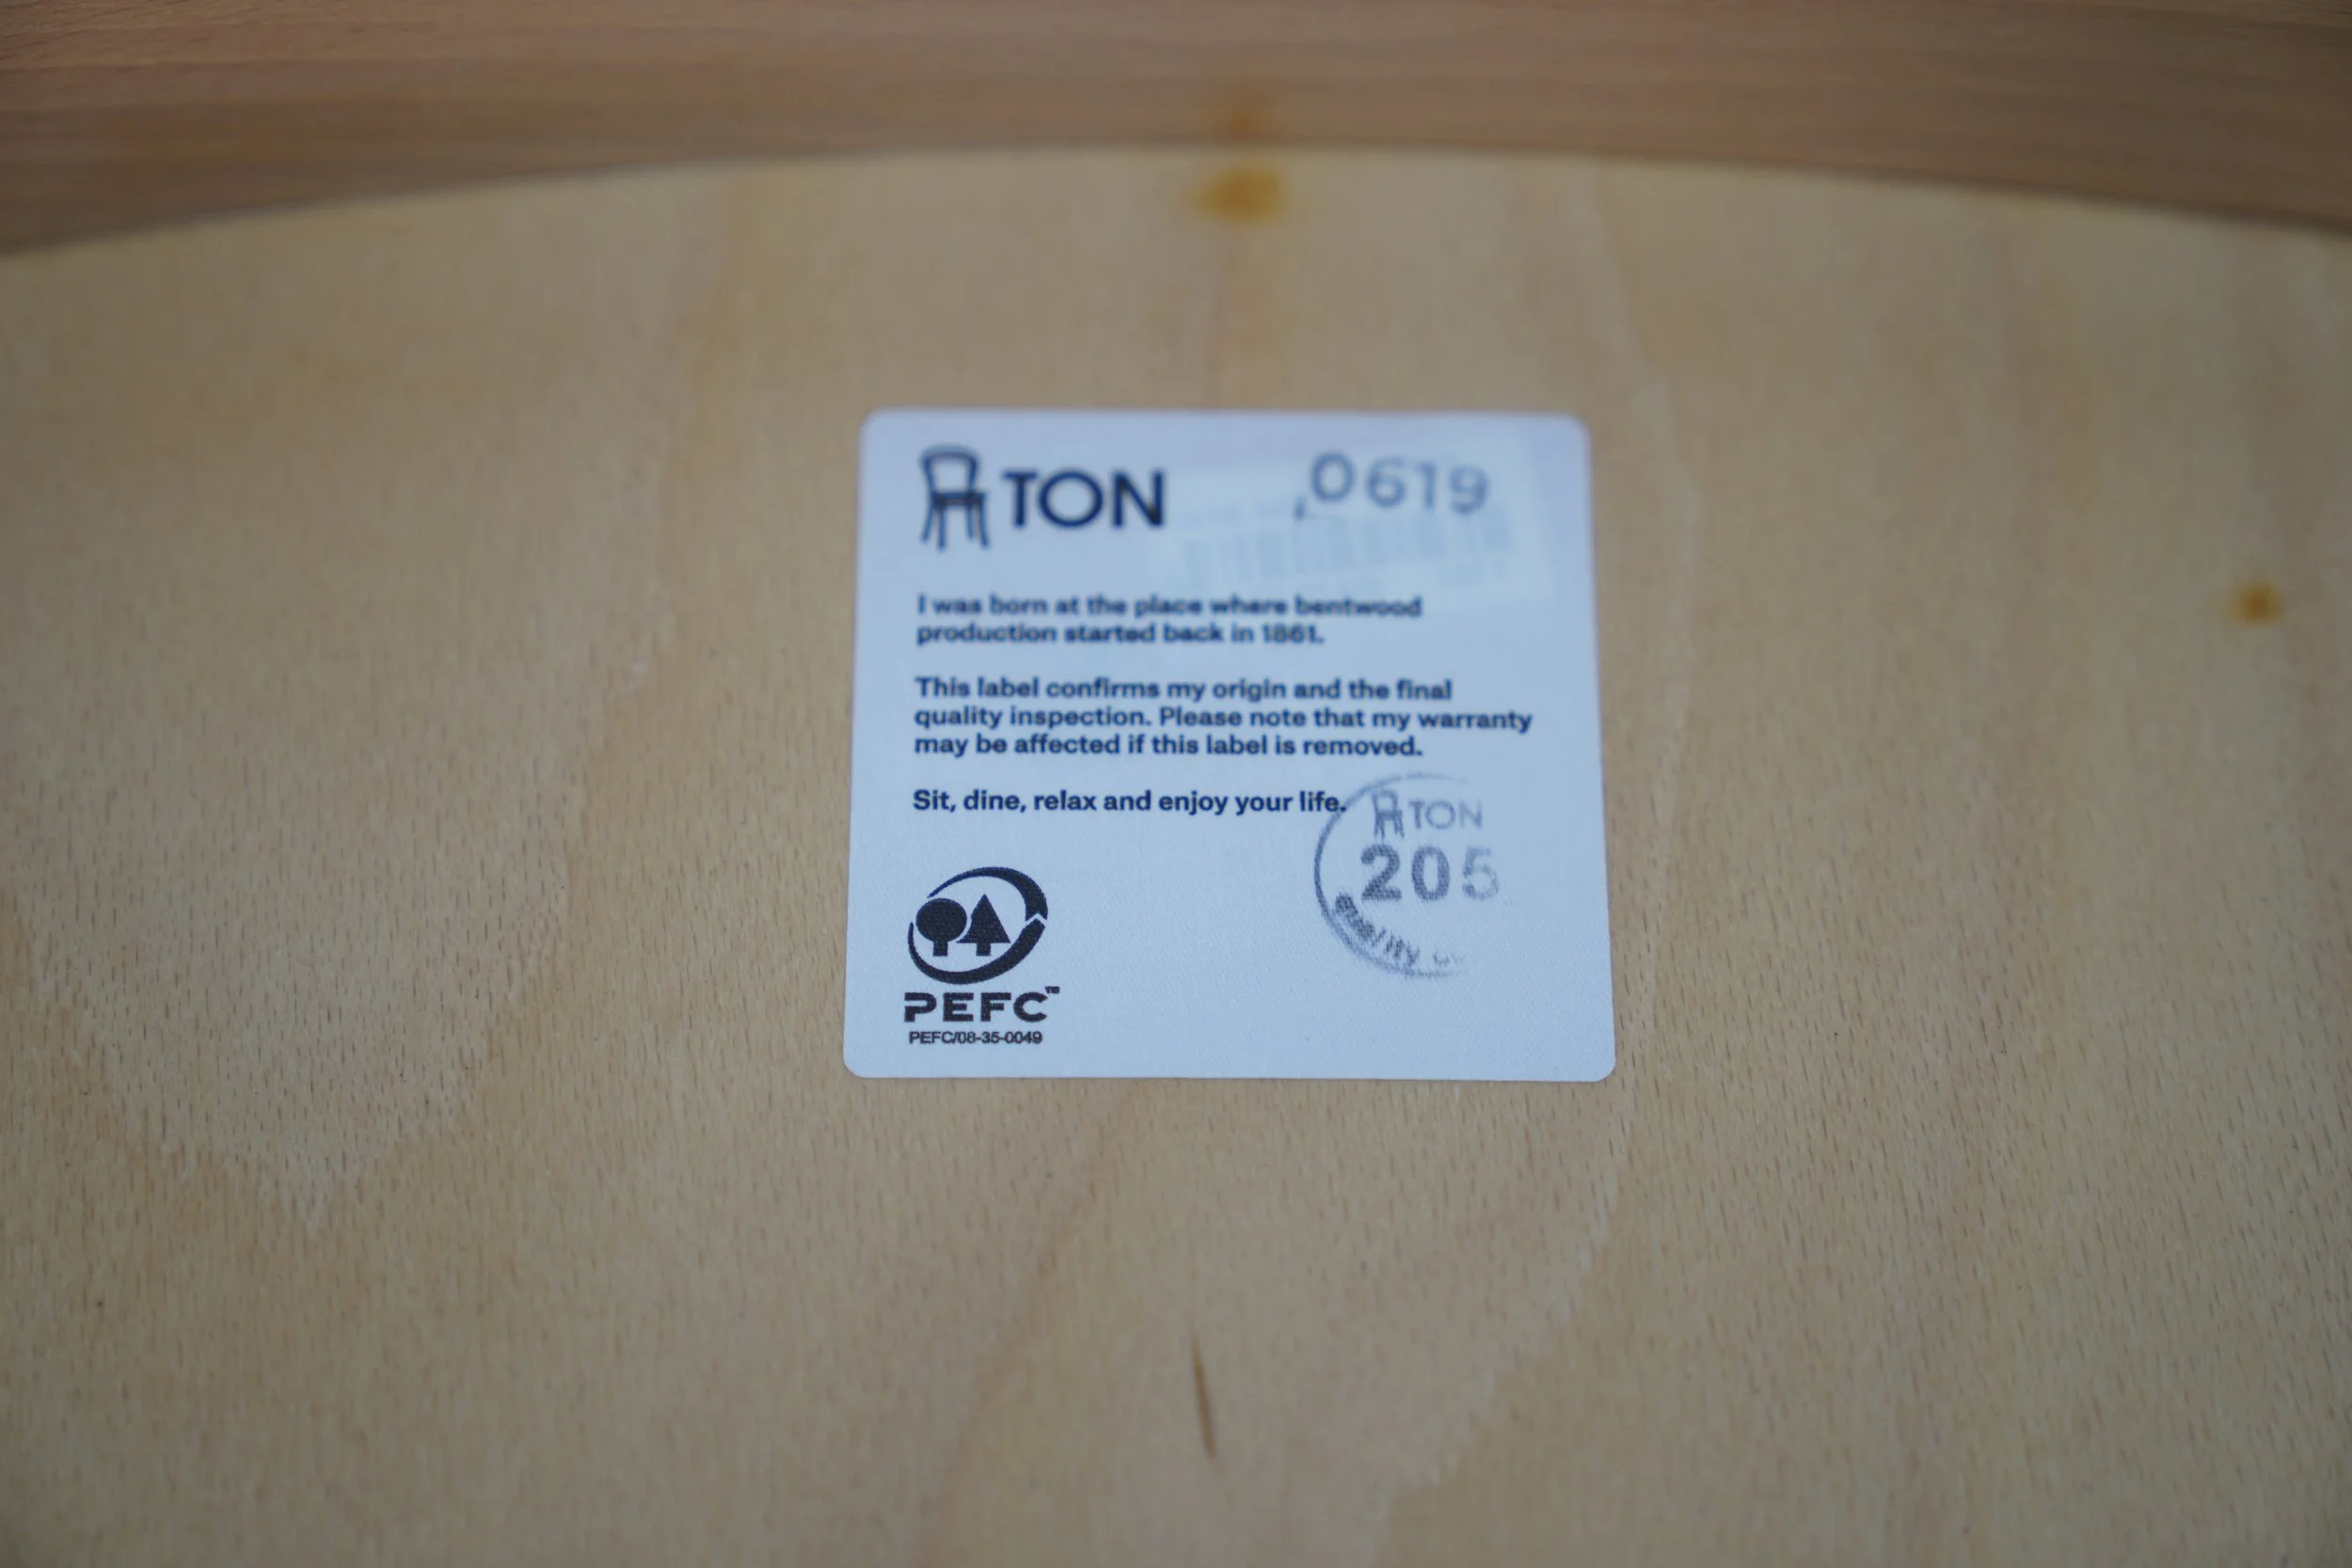 TON
0619
I was born at the place where bentwood
production started back in 1861.
This label confirms my origin and the final
quality inspection. Please note that my warranty
may be affected if this label is removed.
Sit, dine, relax and enjoy your life.
TON
205
Quality
PEFC™
PEFC/08-35-0049